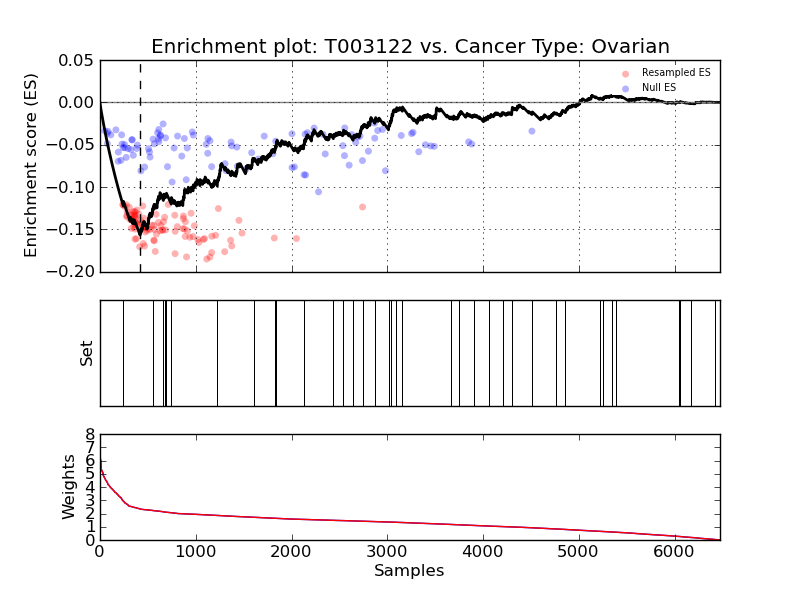 Enrichment plot: T003122 vs. Cancer Type: Ovarian
Enrichment score (ES)
0.05
0.00
−0.05
−0.10
−0.15
−0.20
Resampled ES
Null ES
Set
Weights
8
7
6
5
4
3
2
1
0
0 1000 2000 3000 4000 5000 6000
Samples